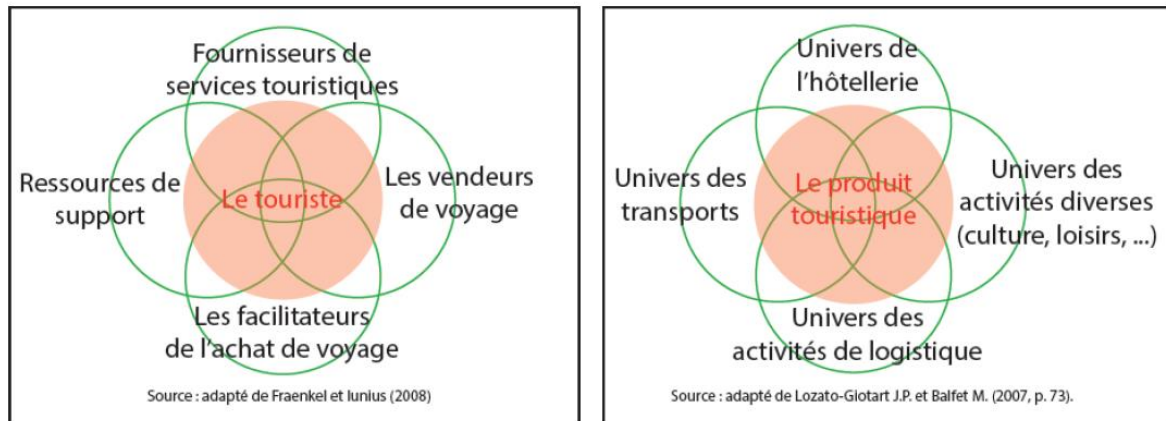 Fournisseurs de
services touristiques
Ressources de
support
Le touriste
Les vendeurs
de voyage
Les facilitateurs
de l'achat de voyage
Source : adapté de Fraenkel et Iunius (2008)
Univers de
l'hôtellerie
Univers des
transports
Le produit
touristique
Univers des
activités diverses
(culture, loisirs, ...)
Univers des
activités de logistique
Source : adapté de Lozato-Giotart J.P. et Balfet M. (2007, p. 73).